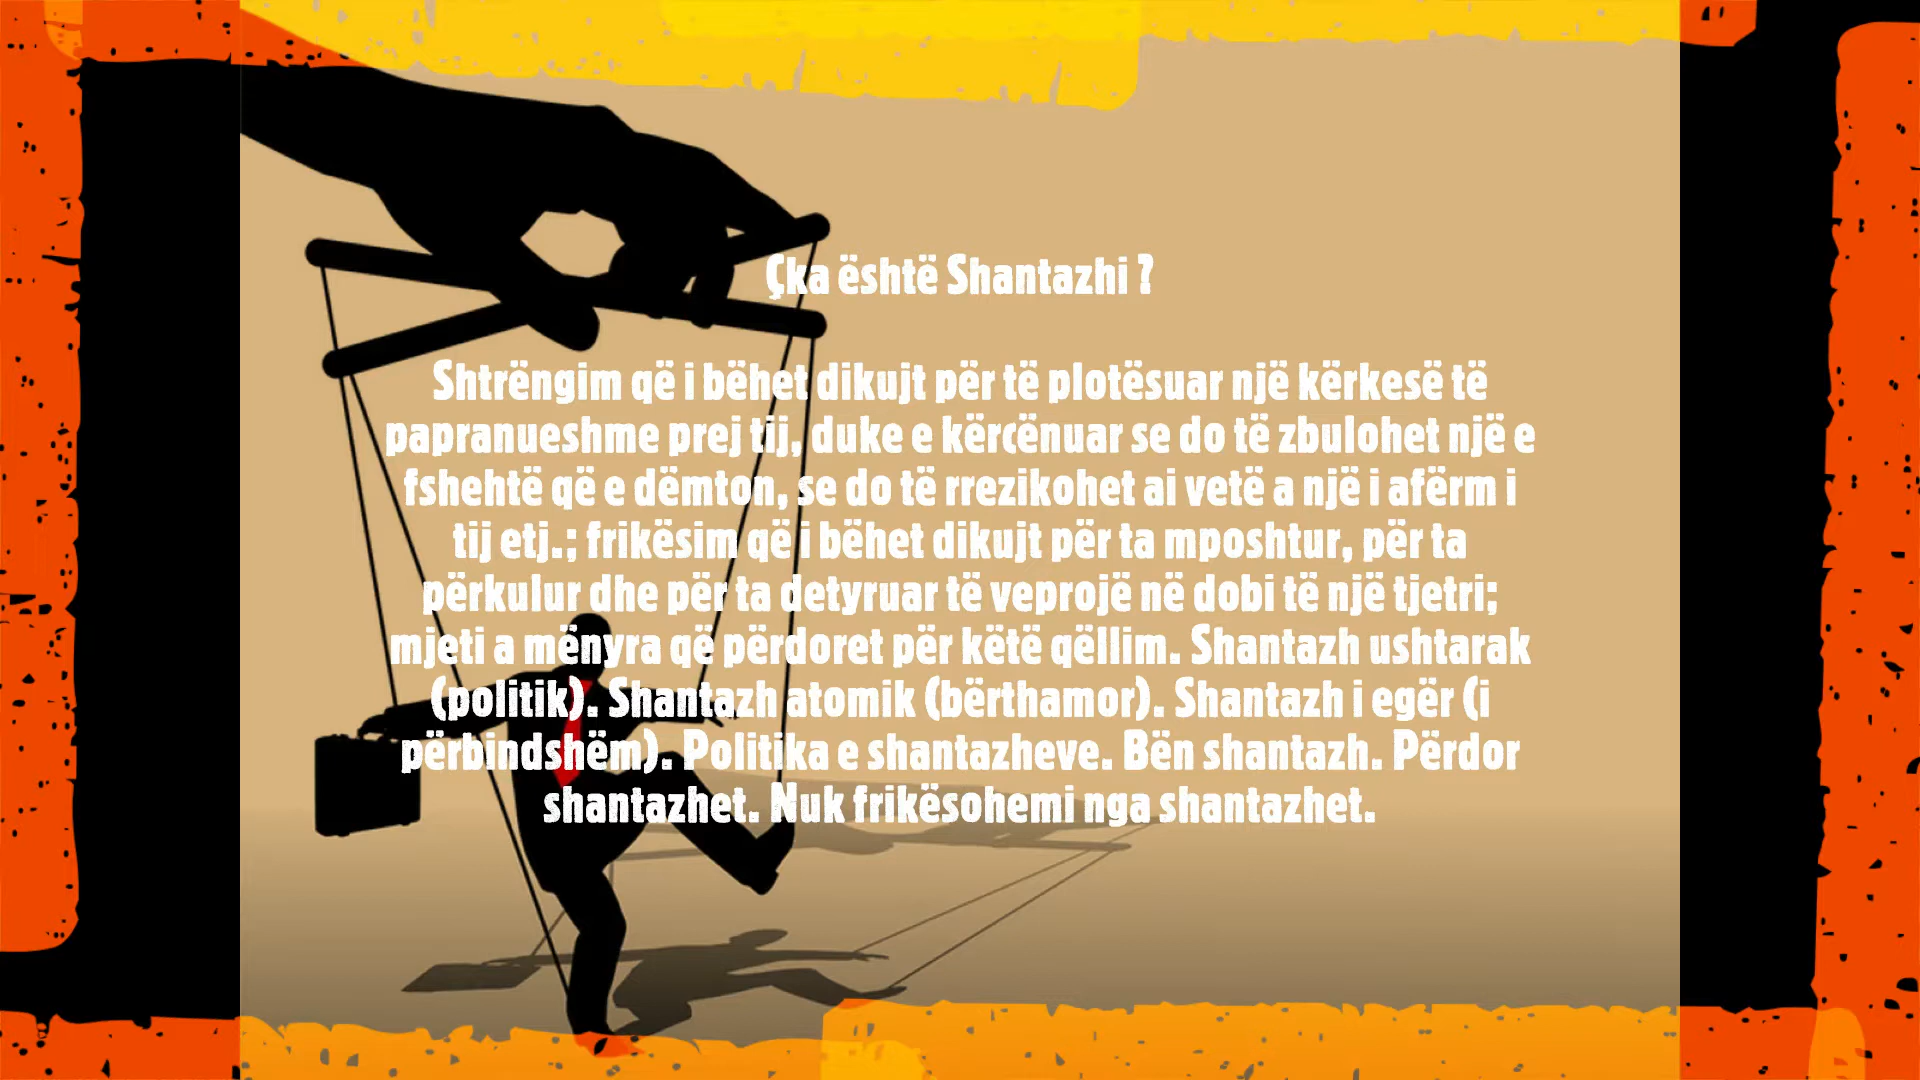 Çka është Shantazhi ?
Shtrëngim që i bëhet dikujt për të plotësuar një kërkesë të
papranueshme prej tij, duke e kërcënuar se do të zbulohet një e
fshehtë që e dëmton, se do të rrezikohet ai vetë a një i afërm i
tij etj.; frikësim që i bëhet dikujt për ta mposhtur, për ta
përkulur dhe për ta detyruar të veprojë në dobi të një tjetri;
mjeti a mënyra që përdoret për këtë qëllim. Shantazh ushtarak
(politik). Shantazh atomik (bërthamor). Shantazh i egër (i
përbindshëm). Politika e shantazheve. Bën shantazh. Përdor
shantazhet. Nuk frikësohemi nga shantazhet.